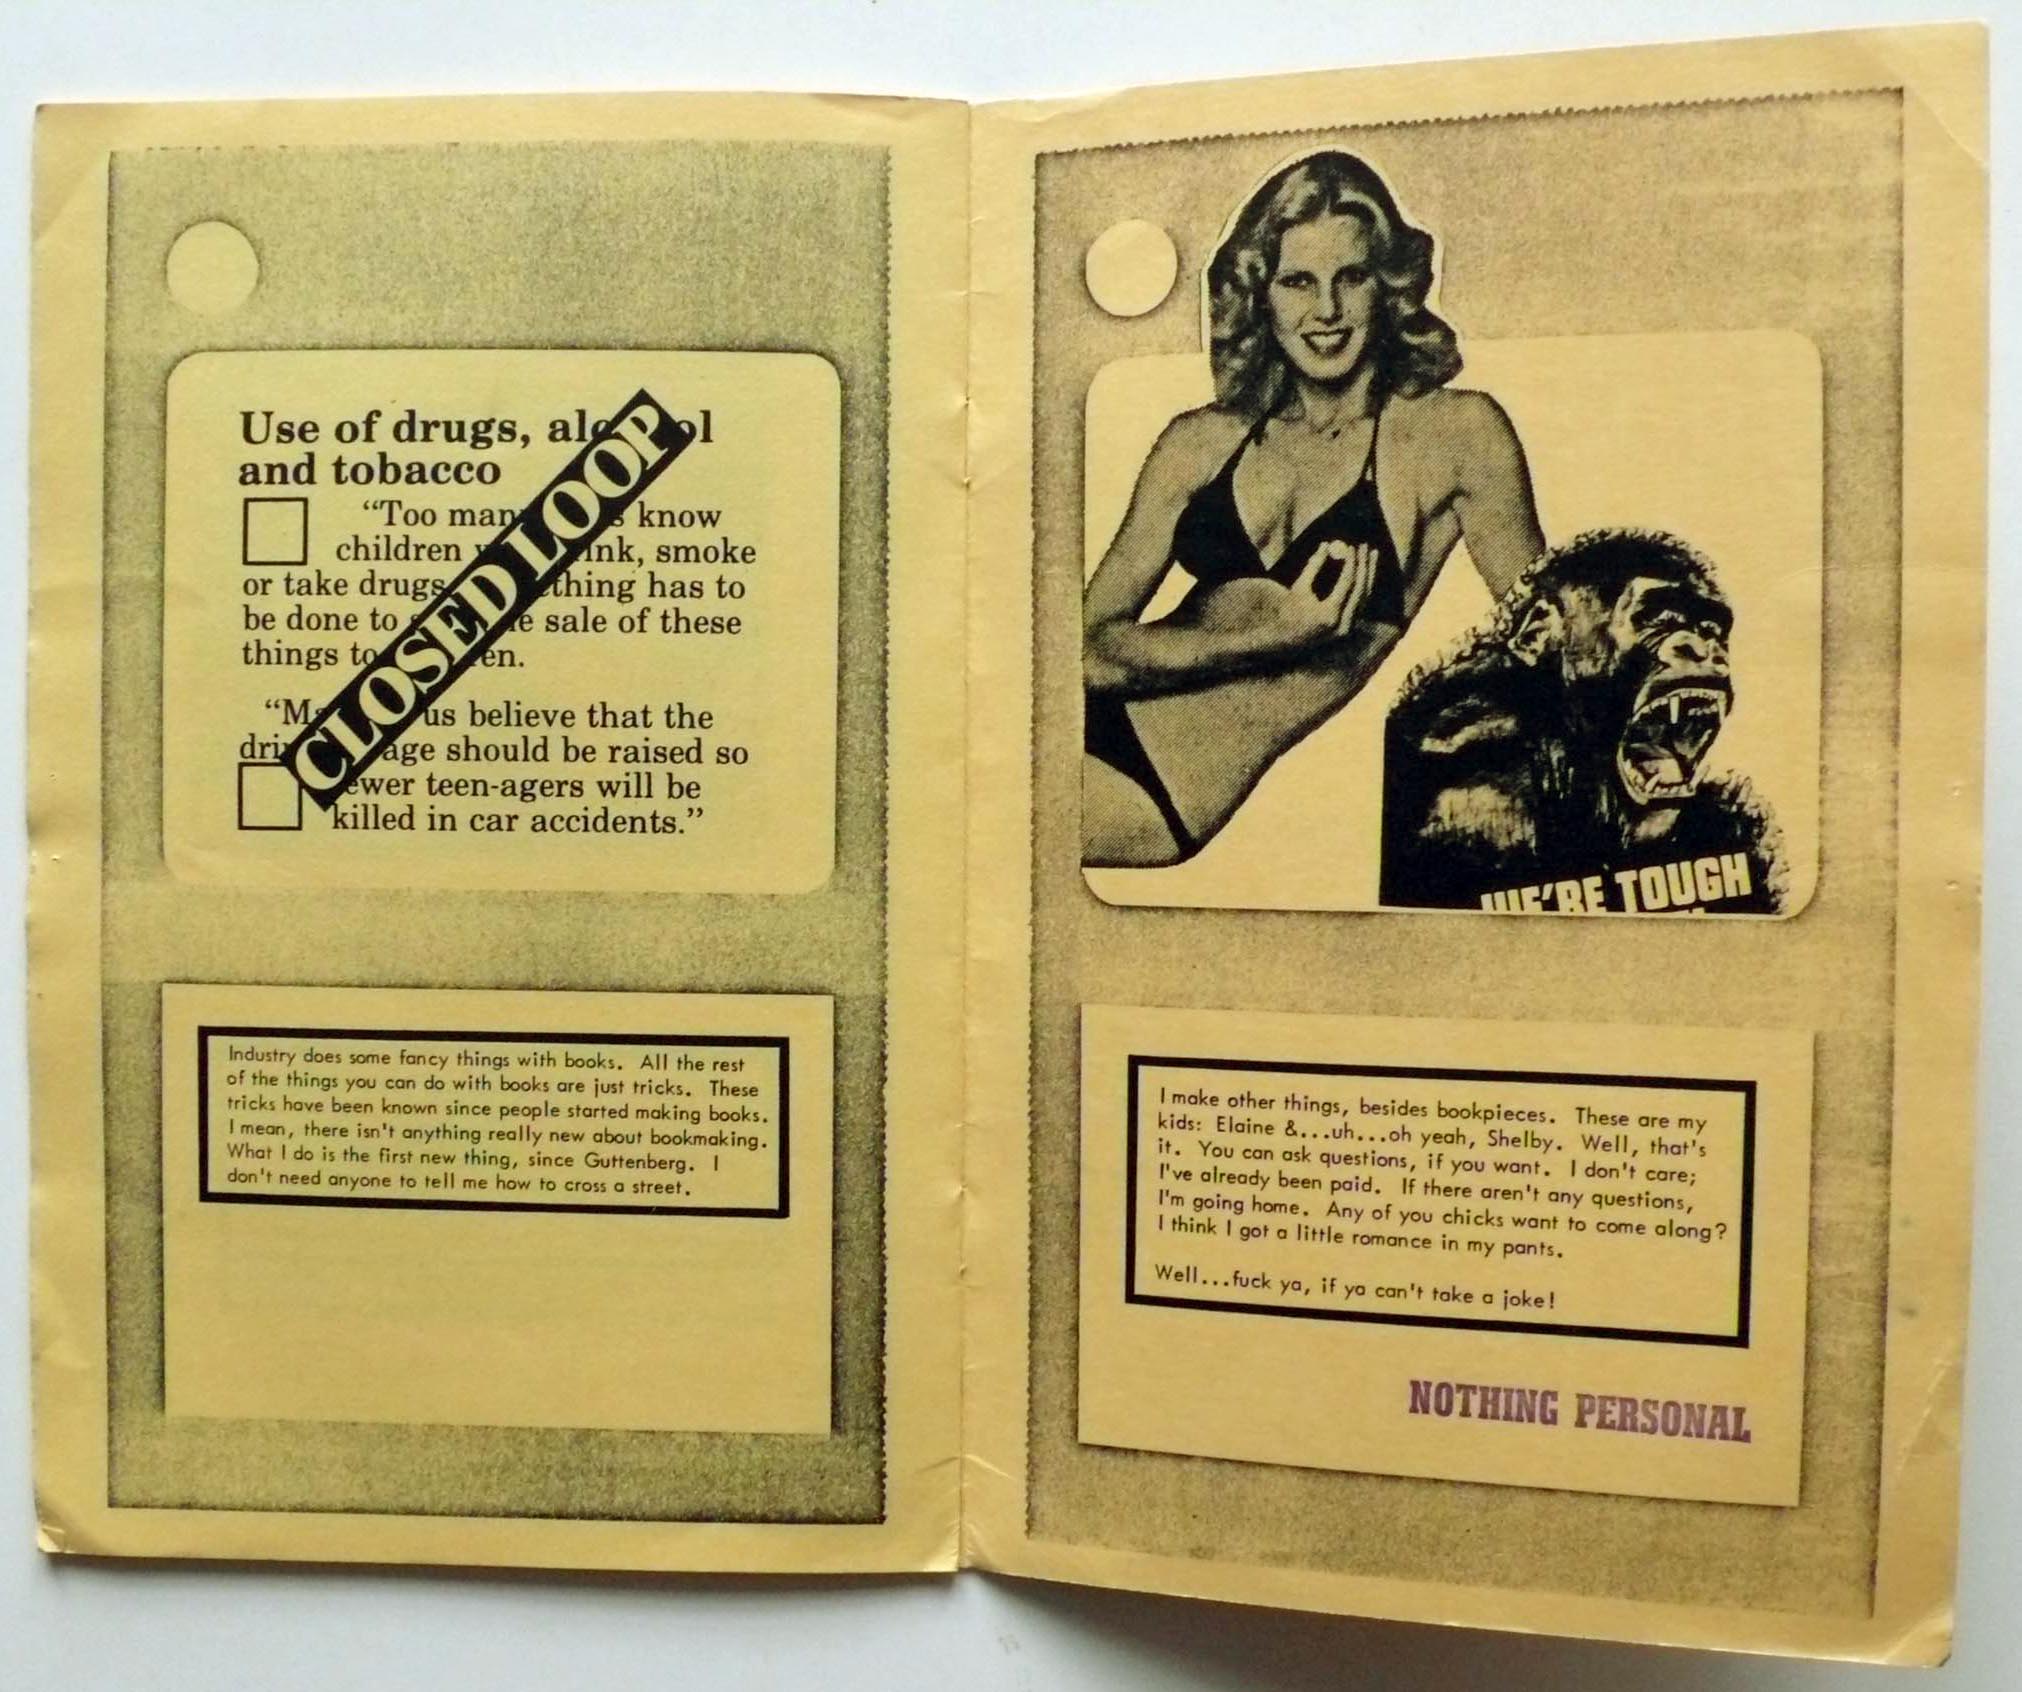 Use of drugs, al ol
and tobacco
"Too man s know
children ink, smoke
or take drugs thing has to
be done to e sale of these
things to en.
"Ma us believe that the
dri age should be raised so
ewer teen-agers will be
killed in car accidents."
CLOSED LOOP
Industry does some fancy things with books. All the rest
of the things you can do with books are just tricks. These
tricks have been known since people started making books.
I mean, there isn't anything really new about bookmaking.
What I do is the first new thing, since Guttenberg. I
don't need anyone to tell me how to cross a street.
WE'RE TOUGH
I make other things, besides bookpieces. These are my
kids: Elaine &...uh...oh yeah, Shelby. Well, that's
it. You can ask questions, if you want. I don't care;
I've already been paid. If there aren't any questions,
I'm going home. Any of you chicks want to come along?
I think I got a little romance in my pants.
Well...fuck ya, if ya can't take a joke!
NOTHING PERSONAL